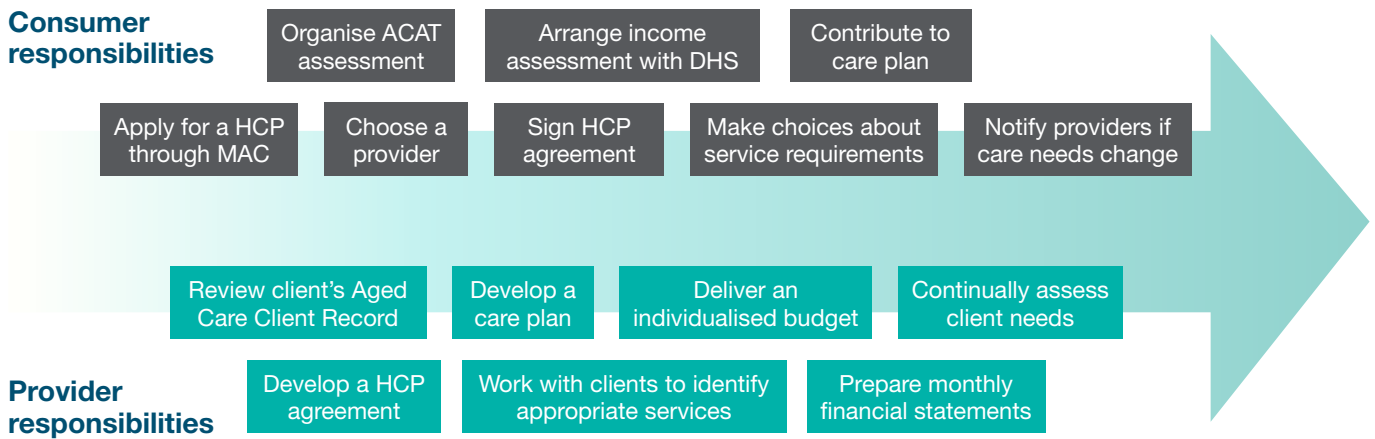 Consumer
responsibilities
Organise ACAT
assessment
Arrange income
assessment with DHS
Contribute to
care plan
Apply for a HCP
through MAC
Choose a
provider
Sign HCP
agreement
Make choices about
service requirements
Notify providers if
care needs change
Review client’s Aged
Care Client Record
Develop a
care plan
Deliver an
individualised budget
Continually assess
client needs
Provider
responsibilities
Develop a HCP
agreement
Work with clients to identify
appropriate services
Prepare monthly
financial statements